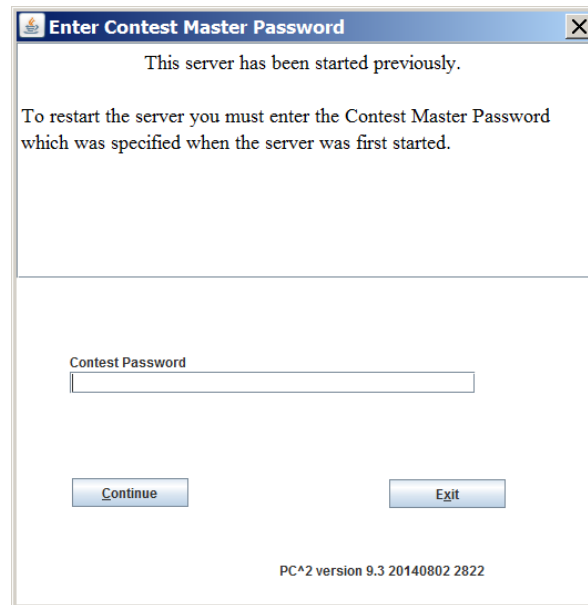 Enter Contest Master Password
This server has been started previously.
To restart the server you must enter the Contest Master Password
which was specified when the server was first started.
Contest Password
Continue
Exit
PC^2 version 9.3 20140802 2822